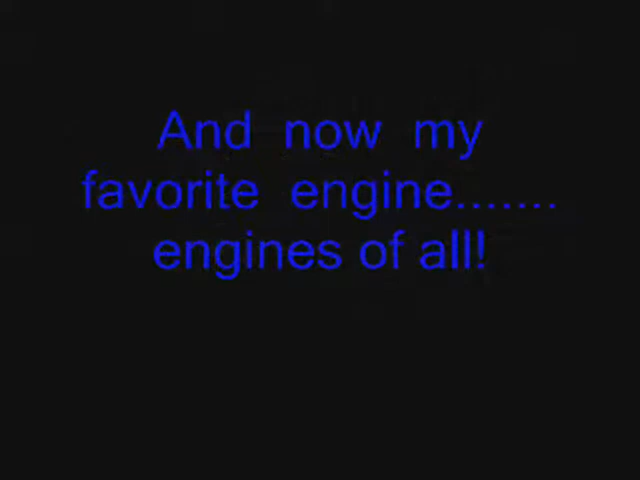 And now my
favorite engine.......
engines of all!